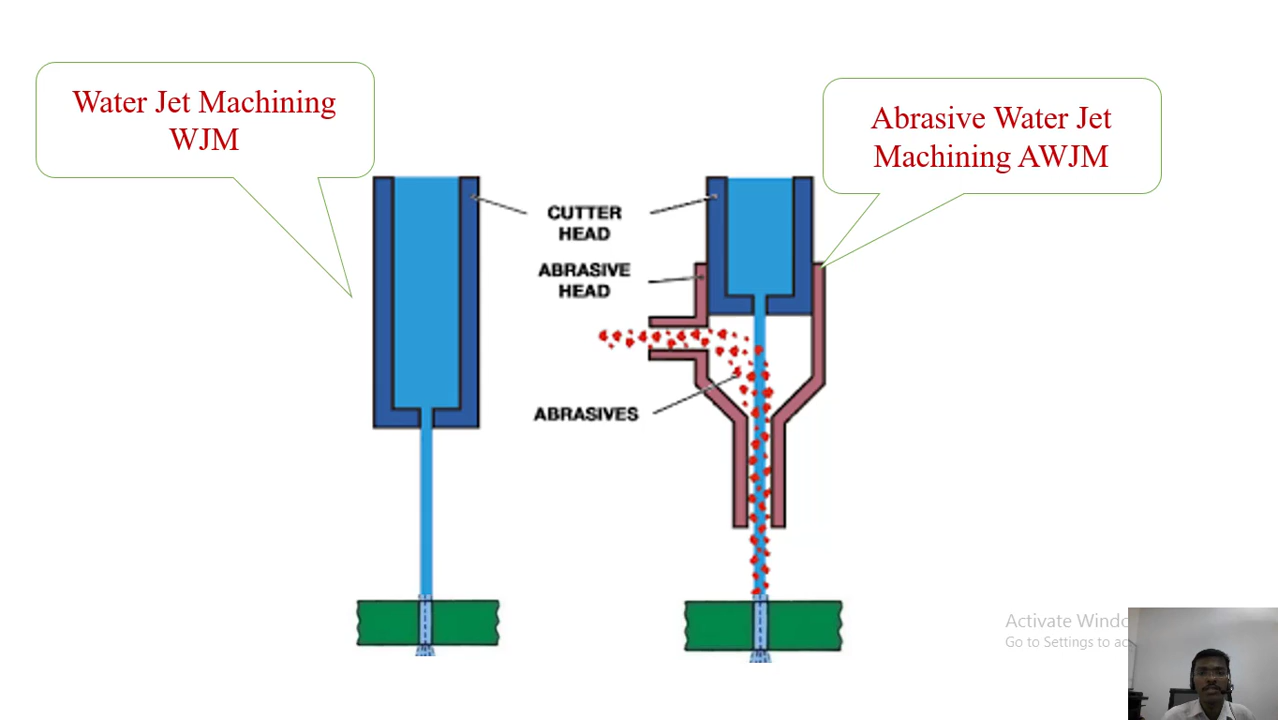 Water Jet Machining
WJM
Abrasive Water Jet
Machining AWJM
CUTTER
HEAD
ABRASIVE
HEAD
ABRASIVES
Activate Windo
Go to Settings to ac